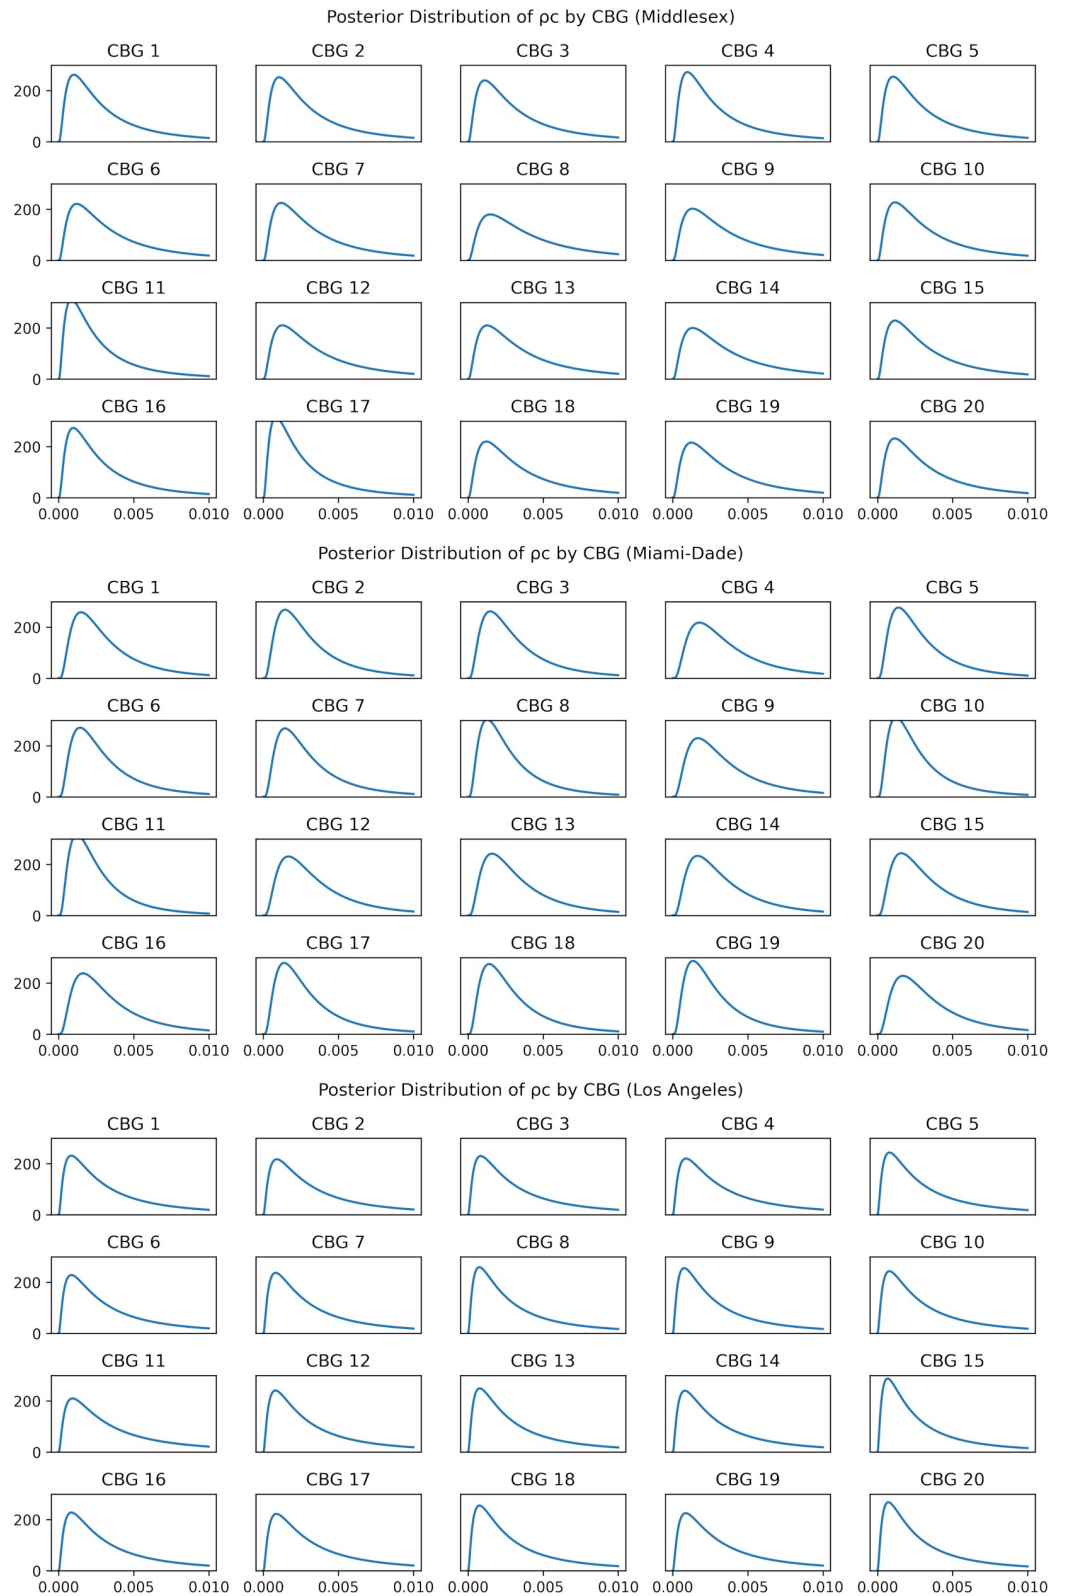 Posterior Distribution of ρc by CBG (Middlesex)
CBG 1 CBG 2 CBG 3 CBG 4 CBG 5
200
0
CBG 6 CBG 7 CBG 8 CBG 9 CBG 10
200
0
CBG 11 CBG 12 CBG 13 CBG 14 CBG 15
200
0
CBG 16 CBG 17 CBG 18 CBG 19 CBG 20
200
0
0.000 0.005 0.010 0.000 0.005 0.010 0.000 0.005 0.010 0.000 0.005 0.010 0.000 0.005 0.010
Posterior Distribution of ρc by CBG (Miami-Dade)
CBG 1 CBG 2 CBG 3 CBG 4 CBG 5
200
0
CBG 6 CBG 7 CBG 8 CBG 9 CBG 10
200
0
CBG 11 CBG 12 CBG 13 CBG 14 CBG 15
200
0
CBG 16 CBG 17 CBG 18 CBG 19 CBG 20
200
0
0.000 0.005 0.010 0.000 0.005 0.010 0.000 0.005 0.010 0.000 0.005 0.010 0.000 0.005 0.010
Posterior Distribution of ρc by CBG (Los Angeles)
CBG 1 CBG 2 CBG 3 CBG 4 CBG 5
200
0
CBG 6 CBG 7 CBG 8 CBG 9 CBG 10
200
0
CBG 11 CBG 12 CBG 13 CBG 14 CBG 15
200
0
CBG 16 CBG 17 CBG 18 CBG 19 CBG 20
200
0
0.000 0.005 0.010 0.000 0.005 0.010 0.000 0.005 0.010 0.000 0.005 0.010 0.000 0.005 0.010